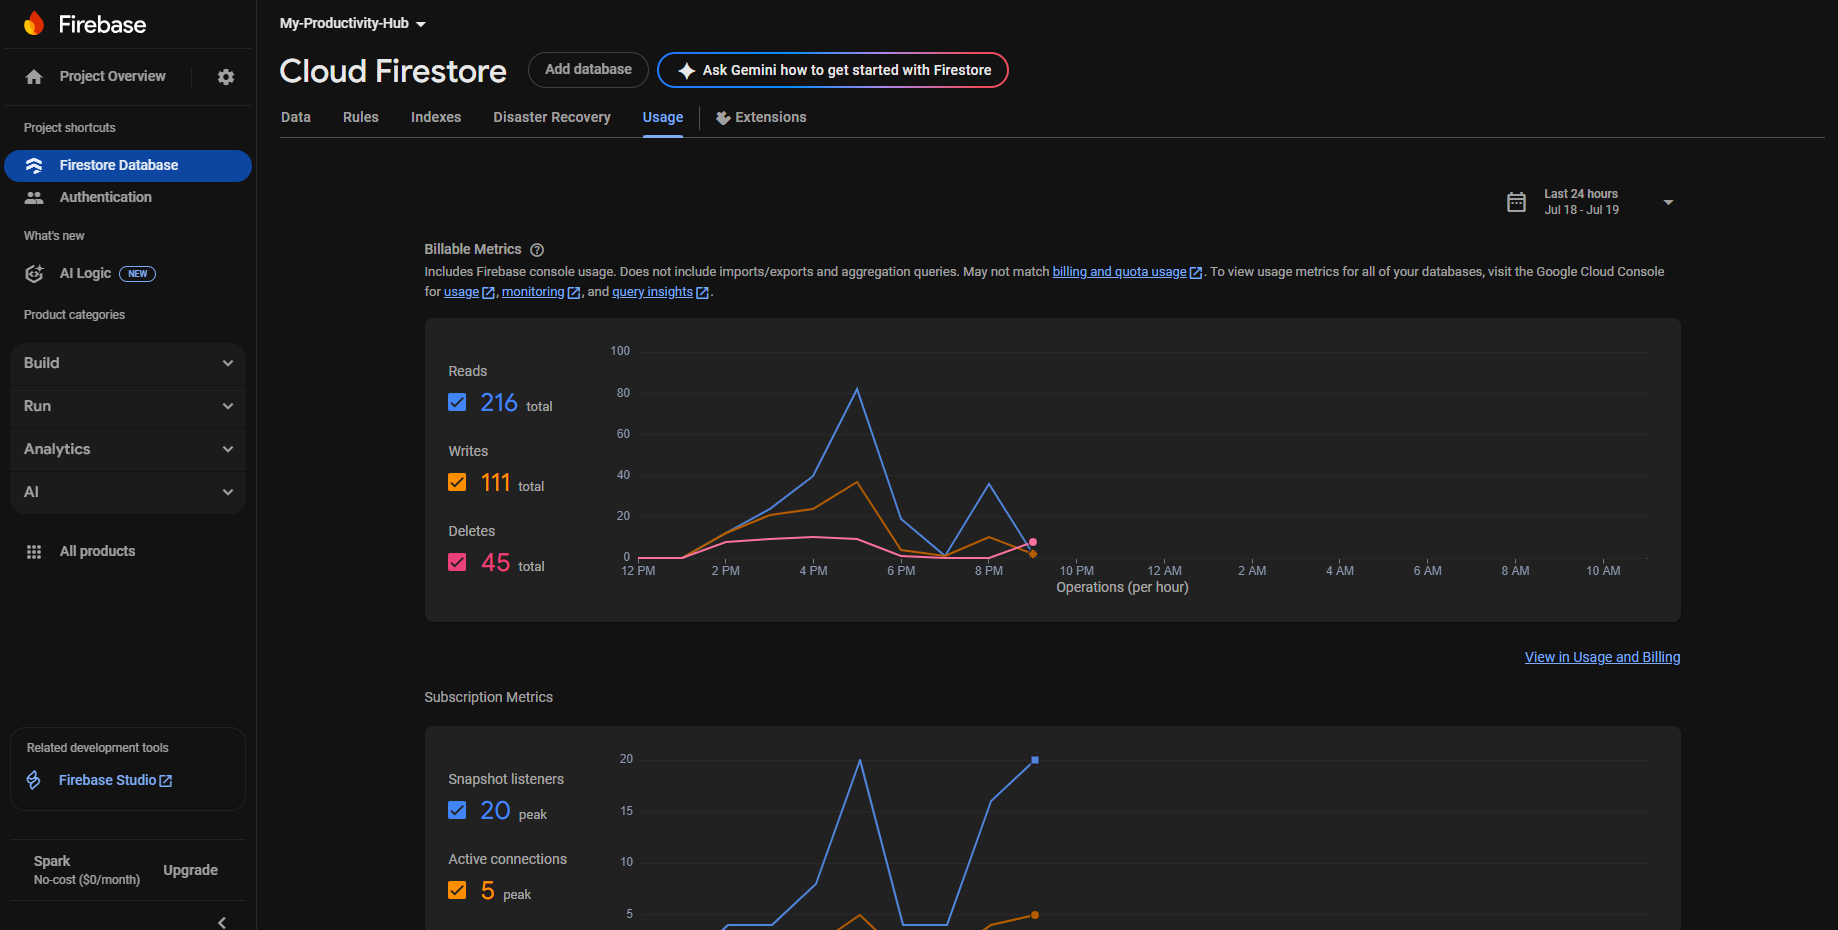 Firebase
Project Overview
Project shortcuts
Firestore Database
Authentication
What's new
AI Logic NEW
Product categories
Build
Run
Analytics
AI
All products
Related development tools
Firebase Studio
Spark
No-cost ($0/month)
Upgrade
My-Productivity-Hub
Cloud Firestore
Add database
Ask Gemini how to get started with Firestore
Data
Rules
Indexes
Disaster Recovery
Usage
Extensions
Last 24 hours
Jul 18 - Jul 19
Billable Metrics
Includes Firebase console usage. Does not include imports/exports and aggregation queries. May not match billing and quota usage. To view usage metrics for all of your databases, visit the Google Cloud Console
for usage, monitoring, and query insights.
Reads
216 total
Writes
111 total
Deletes
45 total
100
80
60
40
20
0
12 PM
2 PM
4 PM
6 PM
8 PM
10 PM
12 AM
2 AM
4 AM
6 AM
8 AM
10 AM
Operations (per hour)
View in Usage and Billing
Subscription Metrics
Snapshot listeners
20 peak
Active connections
5 peak
20
15
10
5